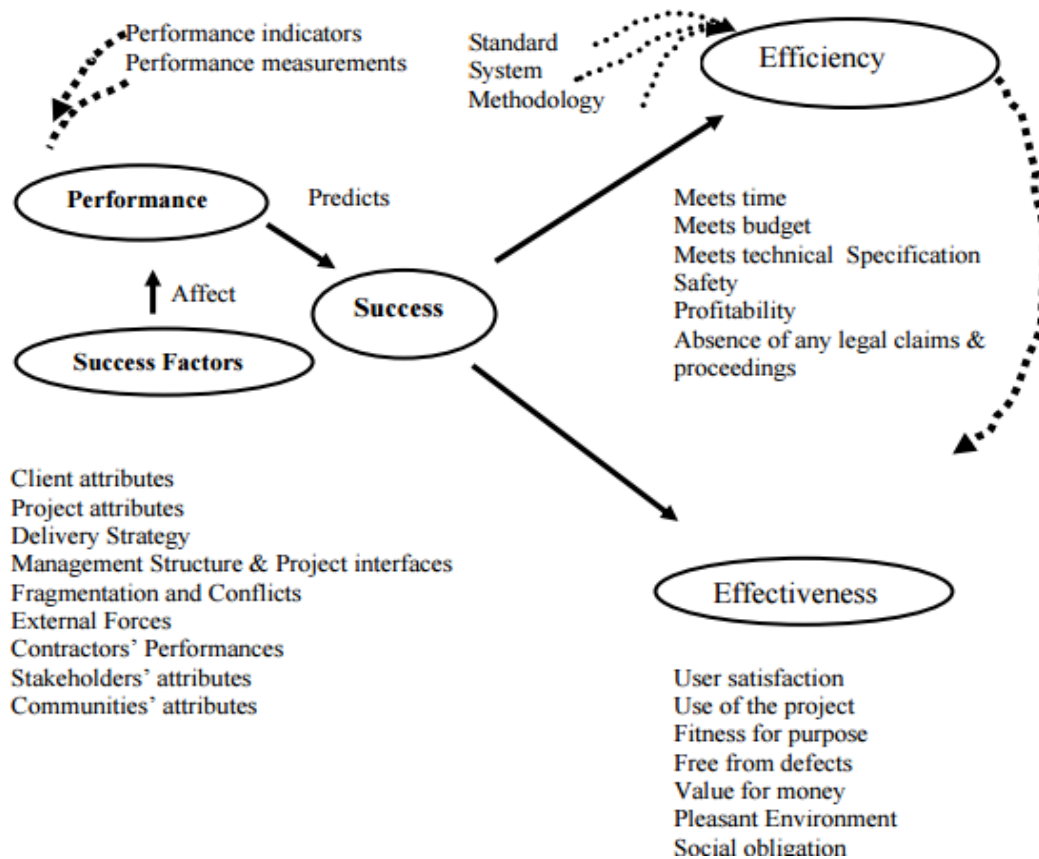 Performance indicators
Performance measurements
Standard
System
Methodology
Efficiency
Performance
Predicts
Meets time
Meets budget
Meets technical Specification
Safety
Profitability
Absence of any legal claims &
proceedings
Affect
Success
Success Factors
Client attributes
Project attributes
Delivery Strategy
Management Structure & Project interfaces
Fragmentation and Conflicts
External Forces
Contractors’ Performances
Stakeholders’ attributes
Communities’ attributes
Effectiveness
User satisfaction
Use of the project
Fitness for purpose
Free from defects
Value for money
Pleasant Environment
Social obligation